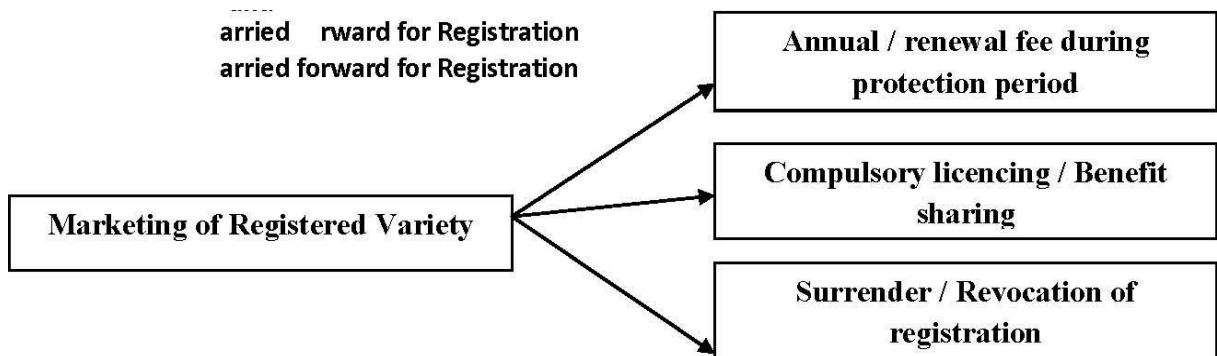 arried rward for Registration
arried forward for Registration
Annual / renewal fee during
protection period
Compulsory licencing / Benefit
sharing
Marketing of Registered Variety
Surrender / Revocation of
registration